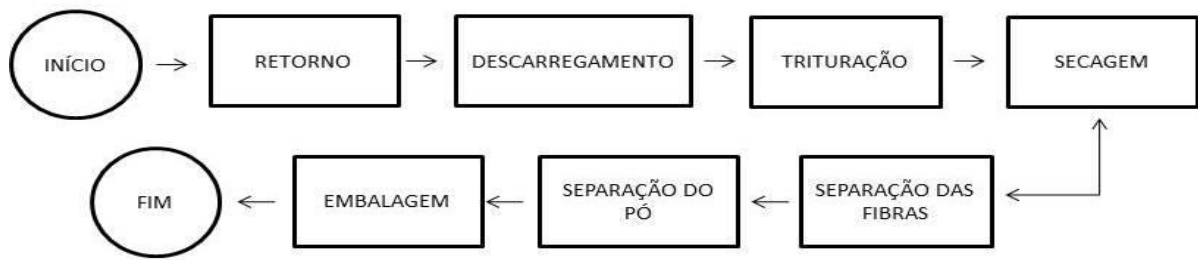 INÍCIO
RETORNO
DESCARREGAMENTO
TRITURAÇÃO
SECAGEM
SEPARAÇÃO DAS
FIBRAS
SEPARAÇÃO DO
PÓ
EMBALAGEM
FIM